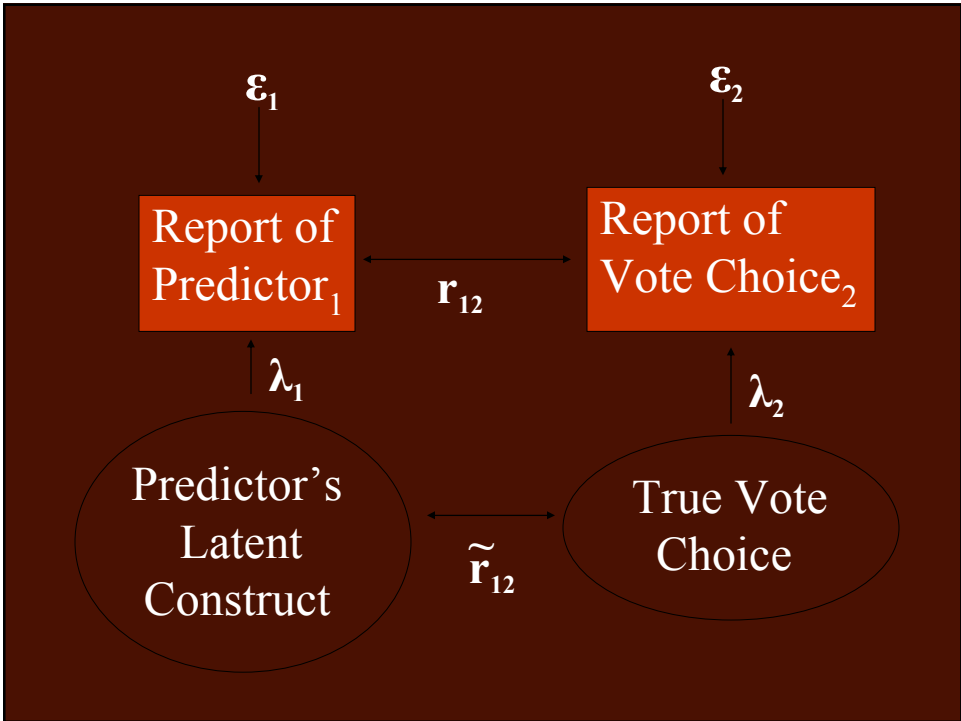 ε₁
ε₂
Report of
Predictor₁
Report of
Vote Choice₂
r₁₂
λ₁
λ₂
Predictor’s
Latent
Construct
True Vote
Choice
r̃₁₂